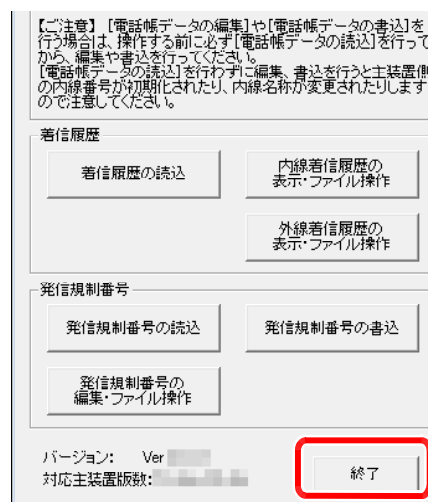 【ご注意】 [電話帳データの編集]や[電話帳データの書込]を
行う場合は、操作する前に必ず[電話帳データの読込]を行って
から、編集や書込を行ってください。
[電話帳データの読込]を行わずに編集、書込を行うと主装置側
の内線番号が初期化されたり、内線名称が変更されたりします
ので注意してください。
着信履歴
着信履歴の読込
内線着信履歴の
表示・ファイル操作
外線着信履歴の
表示・ファイル操作
発信規制番号
発信規制番号の読込
発信規制番号の書込
発信規制番号の
編集・ファイル操作
バージョン: Ver
対応主装置版数:
終了